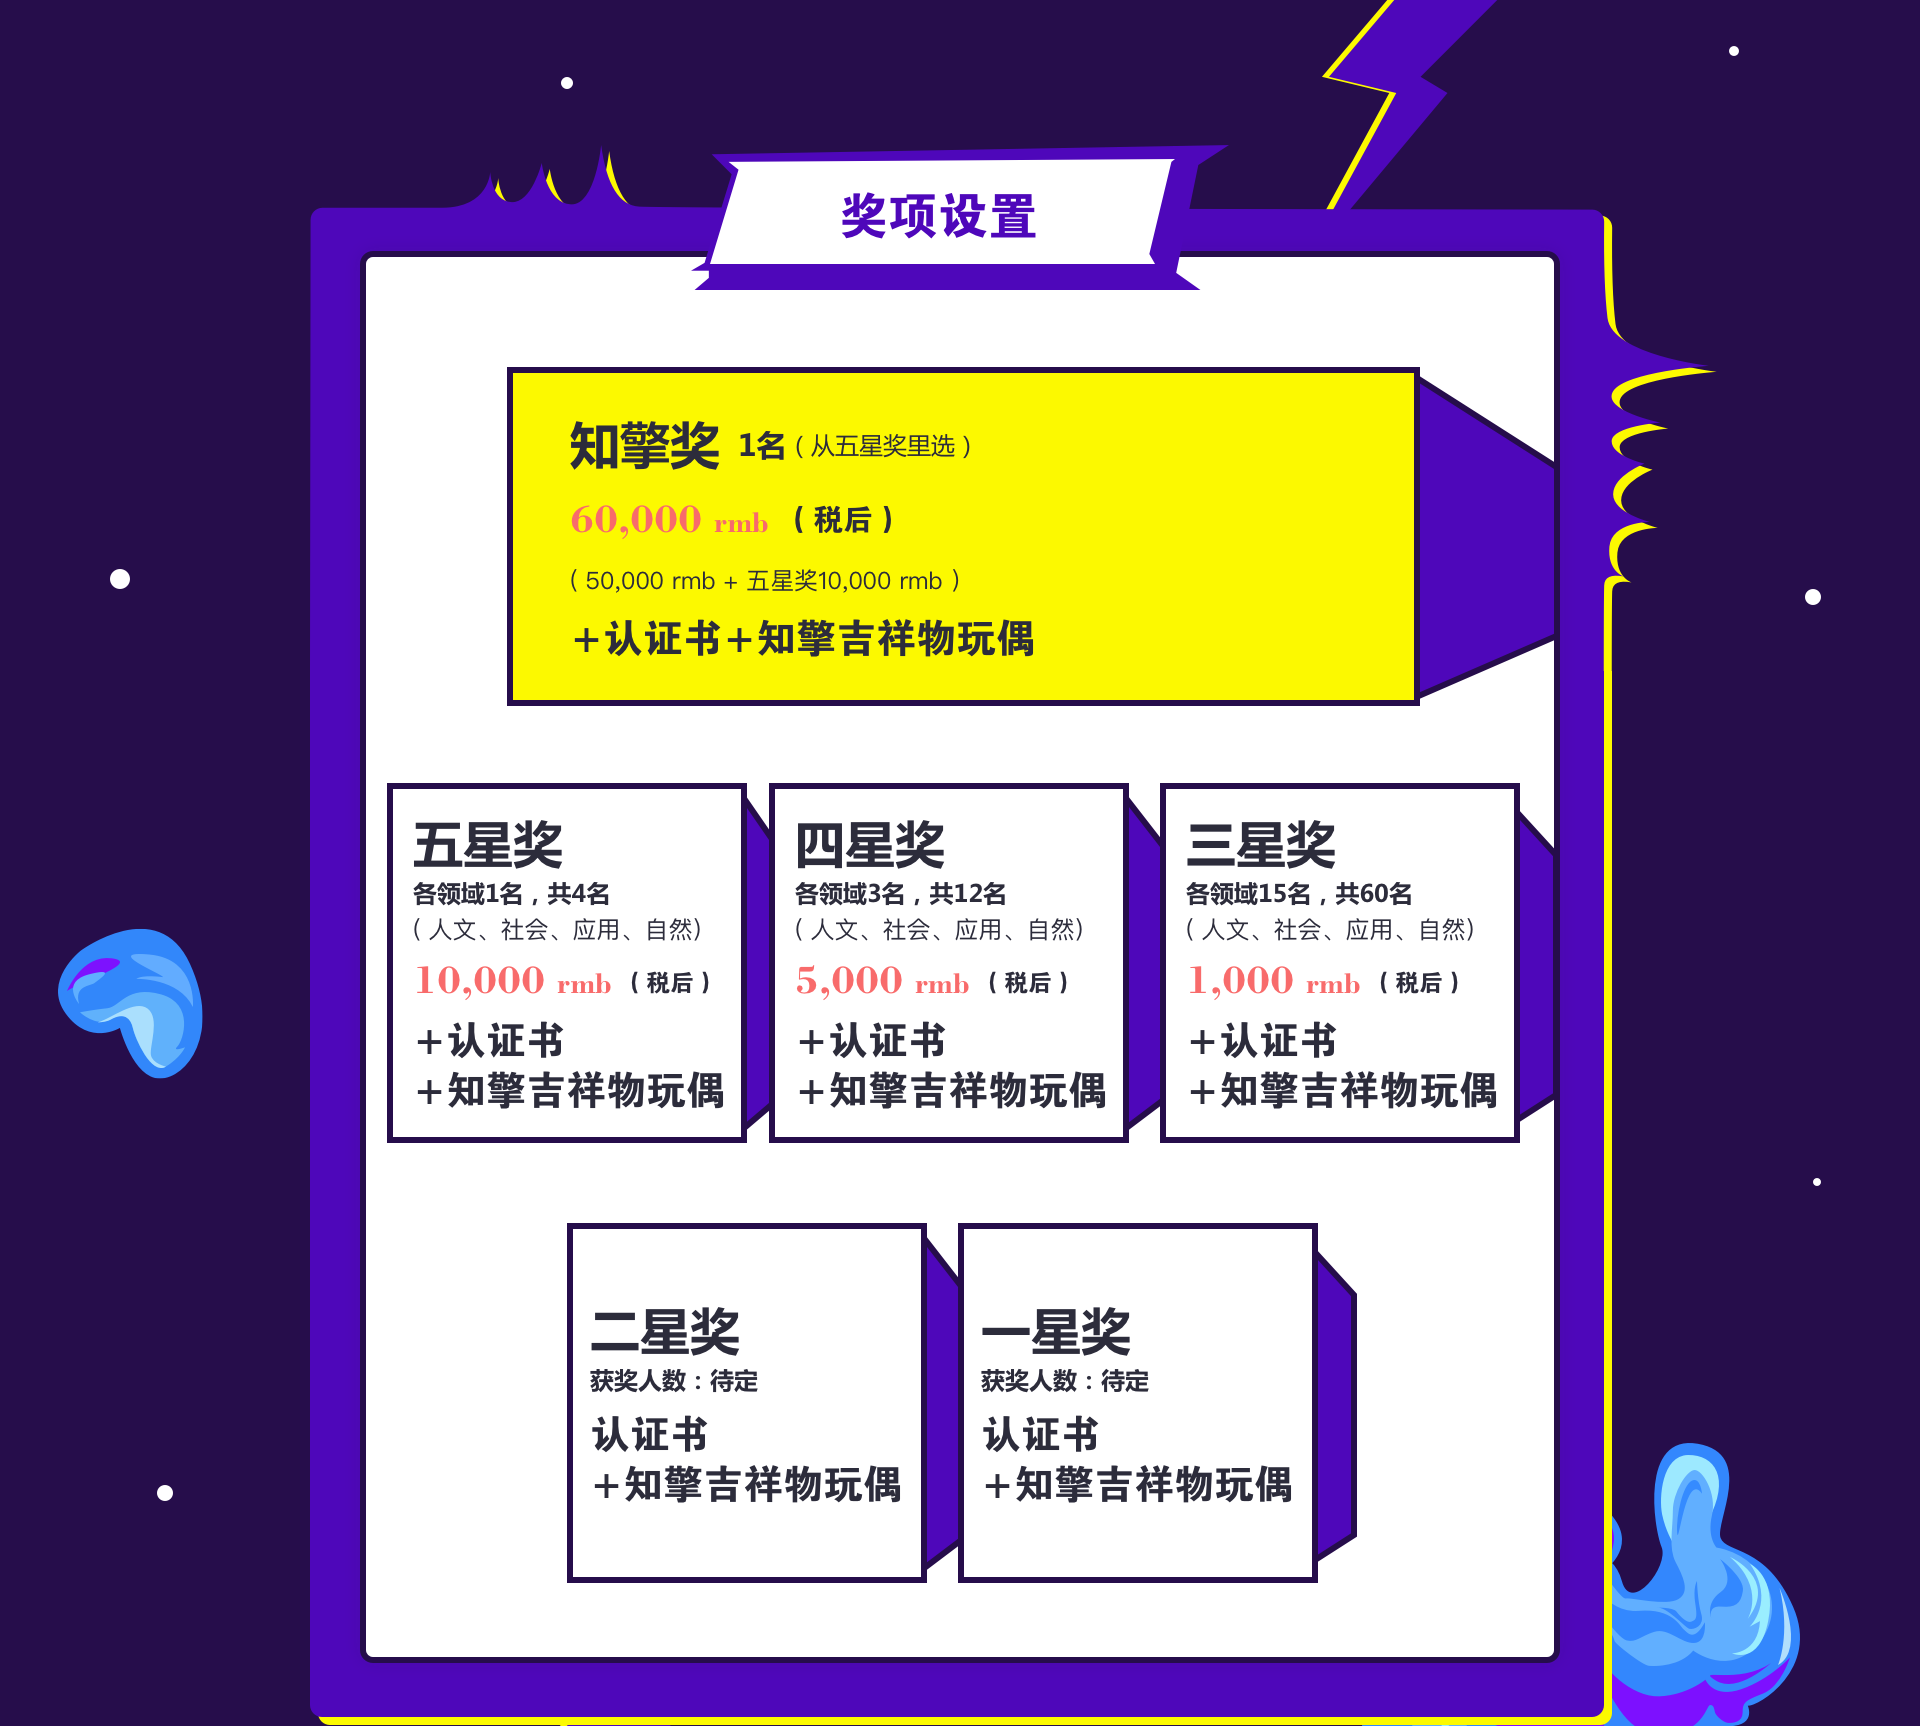 奖项设置
知擎奖 1名（从五星奖里选）
60,000 rmb （税后）
（50,000 rmb + 五星奖10,000 rmb ）
+认证书+知擎吉祥物玩偶
五星奖
各领域1名，共4名
（人文、社会、应用、自然）
10,000 rmb （税后）
+认证书
+知擎吉祥物玩偶
四星奖
各领域3名，共12名
（人文、社会、应用、自然）
5,000 rmb （税后）
+认证书
+知擎吉祥物玩偶
三星奖
各领域15名，共60名
（人文、社会、应用、自然）
1,000 rmb （税后）
+认证书
+知擎吉祥物玩偶
二星奖
获奖人数：待定
认证书
+知擎吉祥物玩偶
一星奖
获奖人数：待定
认证书
+知擎吉祥物玩偶